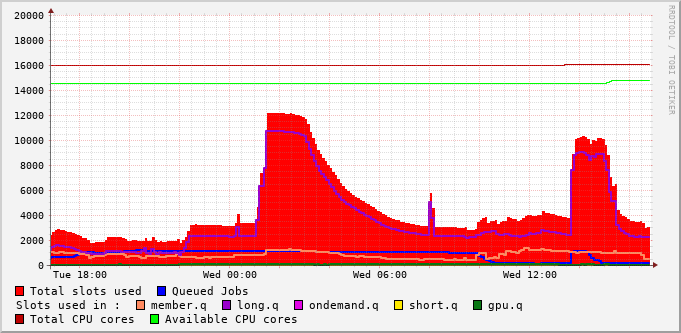 RRDTOOL / TOBI OETIKER
20000
18000
16000
14000
12000
10000
8000
6000
4000
2000
0
Tue 18:00 Wed 00:00 Wed 06:00 Wed 12:00
Total slots used Queued Jobs
Slots used in : member.q long.q ondemand.q short.q gpu.q
Total CPU cores Available CPU cores